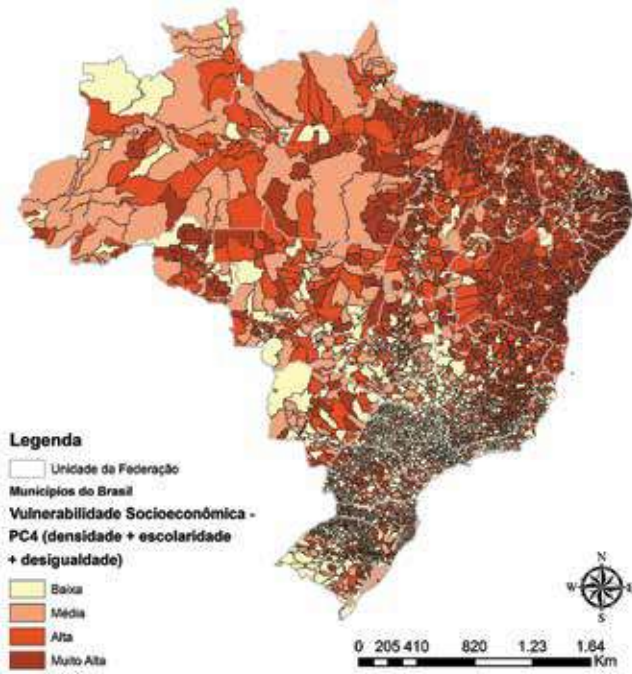 Legenda
Unidade da Federação
Municípios do Brasil
Vulnerabilidade Socioeconômica -
PC4 (densidade + escolaridade
+ desigualdade)
Baixa
Média
Alta
Muito Alta
N
W E
S
0 205 410 820 1.23 1.64
Km